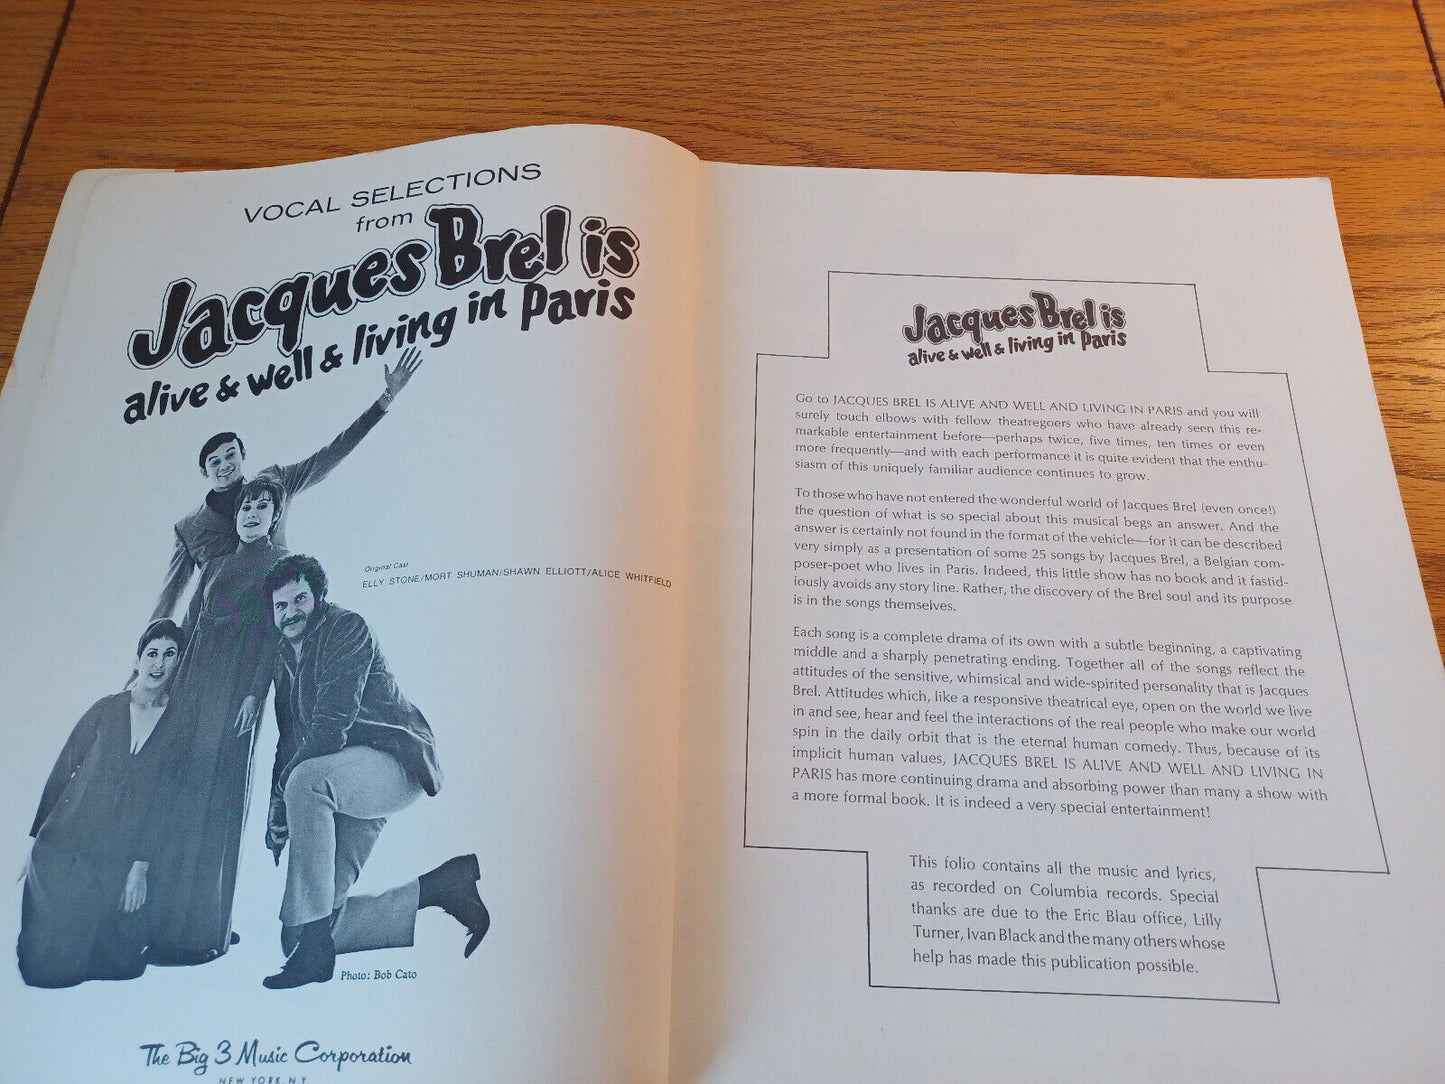 VOCAL SELECTIONS
from
Jacques Brel is
alive & well & living in Paris
Original Cast
ELLY STONE/MORT SHUMAN/SHAWN ELLIOTT/ALICE WHITFIELD
Photo: Bob Cato
The Big 3 Music Corporation
NEW YORK, N.Y.
Jacques Brel is
alive & well & living in Paris
Go to JACQUES BREL IS ALIVE AND WELL AND LIVING IN PARIS and you will
surely touch elbows with fellow theatregoers who have already seen this re-
markable entertainment before—perhaps twice, five times, ten times or even
more frequently—and with each performance it is quite evident that the enthu-
siasm of this uniquely familiar audience continues to grow.
To those who have not entered the wonderful world of Jacques Brel (even once!)
the question of what is so special about this musical begs an answer. And the
answer is certainly not found in the format of the vehicle—for it can be described
very simply as a presentation of some 25 songs by Jacques Brel, a Belgian com-
poser-poet who lives in Paris. Indeed, this little show has no book and it fastid-
iously avoids any story line. Rather, the discovery of the Brel soul and its purpose
is in the songs themselves.
Each song is a complete drama of its own with a subtle beginning, a captivating
middle and a sharply penetrating ending. Together all of the songs reflect the
attitudes of the sensitive, whimsical and wide-spirited personality that is Jacques
Brel. Attitudes which, like a responsive theatrical eye, open on the world we live
in and see, hear and feel the interactions of the real people who make our world
spin in the daily orbit that is the eternal human comedy. Thus, because of its
implicit human values, JACQUES BREL IS ALIVE AND WELL AND LIVING IN
PARIS has more continuing drama and absorbing power than many a show with
a more formal book. It is indeed a very special entertainment!
This folio contains all the music and lyrics,
as recorded on Columbia records. Special
thanks are due to the Eric Blau office, Lilly
Turner, Ivan Black and the many others whose
help has made this publication possible.